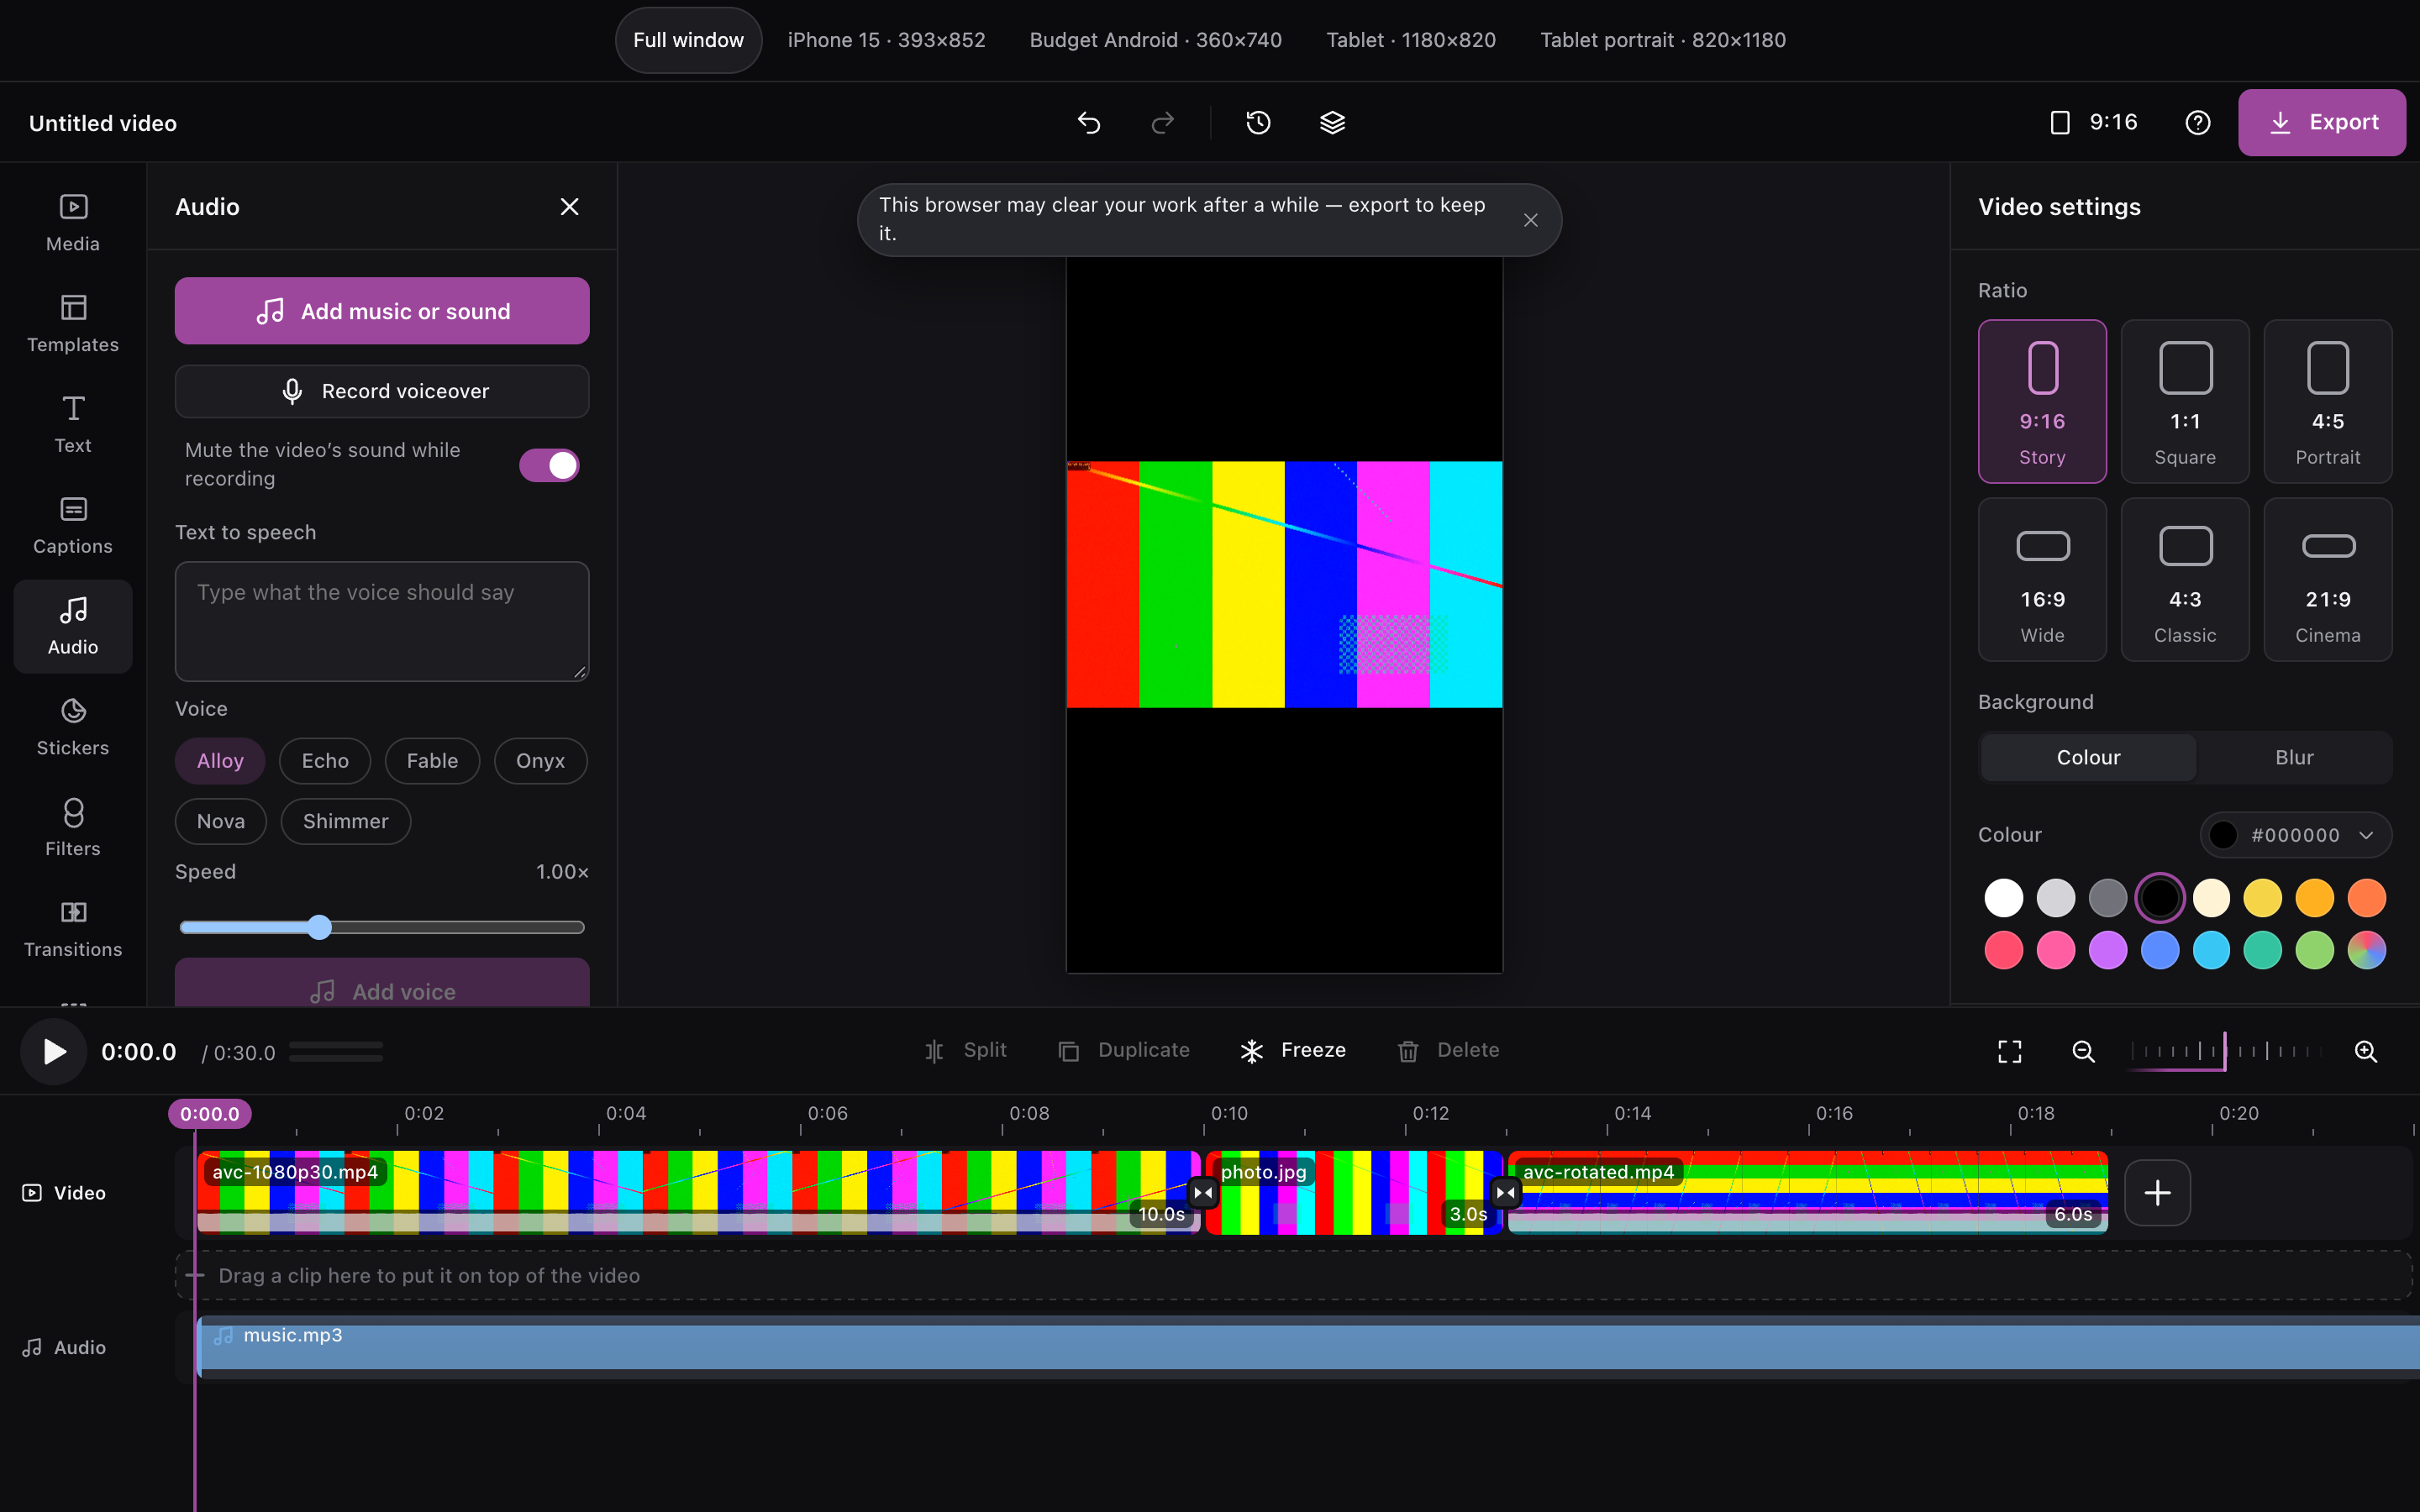 Full window
iPhone 15 · 393×852
Budget Android · 360×740
Tablet · 1180×820
Tablet portrait · 820×1180
Untitled video
9:16
Export
Media
Templates
Text
Captions
Audio
Stickers
Filters
Transitions
Audio
Add music or sound
Record voiceover
Mute the video’s sound while
recording
Text to speech
Type what the voice should say
Voice
Alloy
Echo
Fable
Onyx
Nova
Shimmer
Speed
1.00×
Add voice
This browser may clear your work after a while — export to keep
it.
Video settings
Ratio
9:16
Story
1:1
Square
4:5
Portrait
16:9
Wide
4:3
Classic
21:9
Cinema
Background
Colour
Blur
Colour
#000000
0:00.0
/ 0:30.0
Split
Duplicate
Freeze
Delete
0:00.0
0:02
0:04
0:06
0:08
0:10
0:12
0:14
0:16
0:18
0:20
Video
avc-1080p30.mp4
10.0s
photo.jpg
3.0s
avc-rotated.mp4
6.0s
Drag a clip here to put it on top of the video
Audio
music.mp3